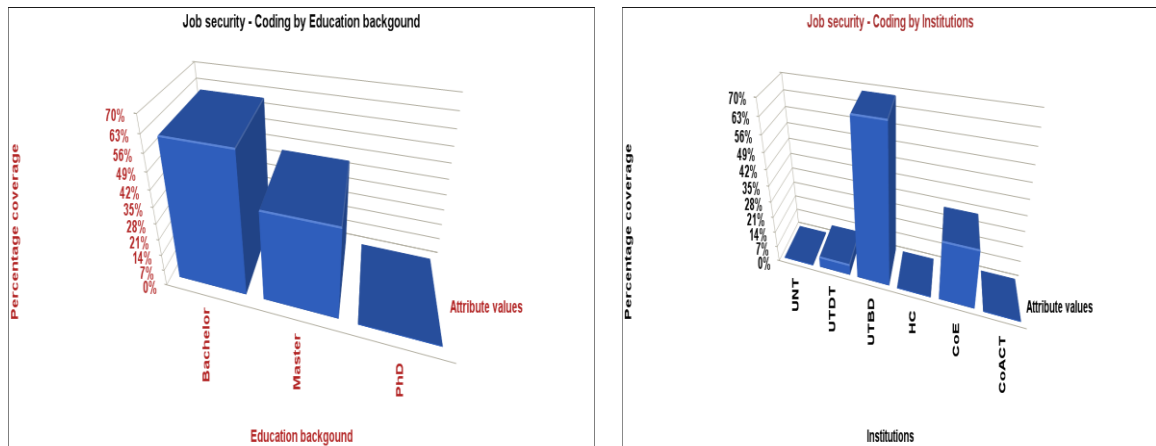 Job security - Coding by Education backgound
Percentage coverage
70%
63%
56%
49%
42%
35%
28%
21%
14%
7%
0%
Bachelor
Master
PhD
Attribute values
Education backgound
Job security - Coding by Institutions
Percentage coverage
70%
63%
56%
49%
42%
35%
28%
21%
14%
7%
0%
UNT
UTDT
UTBD
HC
CoE
CoACT
Attribute values
Institutions